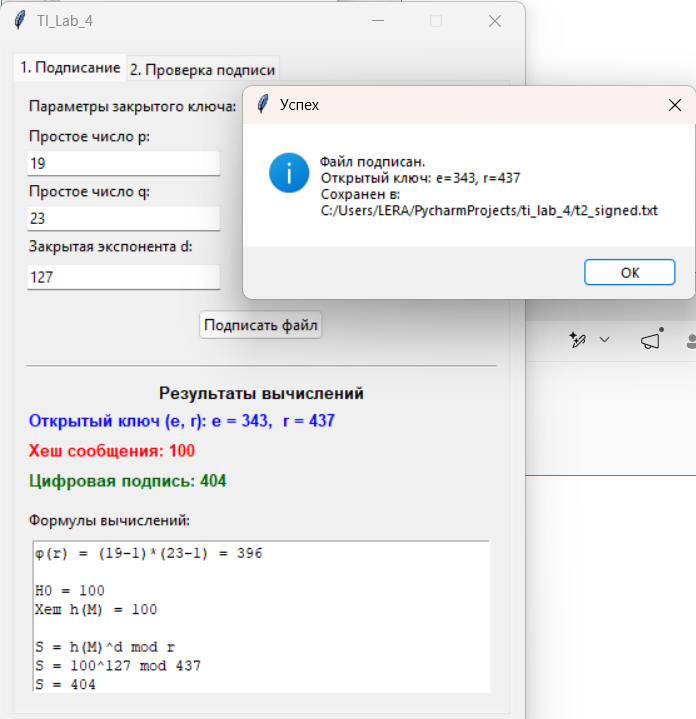 TI_Lab_4
1. Подписание
2. Проверка подписи
Параметры закрытого ключа:
Простое число p:
19
Простое число q:
23
Закрытая экспонента d:
127
Подписать файл
Успех
Файл подписан.
Открытый ключ: e=343, r=437
Сохранен в:
C:/Users/LERA/PycharmProjects/ti_lab_4/t2_signed.txt
OK
Результаты вычислений
Открытый ключ (e, r): e = 343,  r = 437
Хеш сообщения: 100
Цифровая подпись: 404
Формулы вычислений:
φ(r) = (19-1)*(23-1) = 396
H0 = 100
Хеш h(M) = 100
S = h(M)^d mod r
S = 100^127 mod 437
S = 404